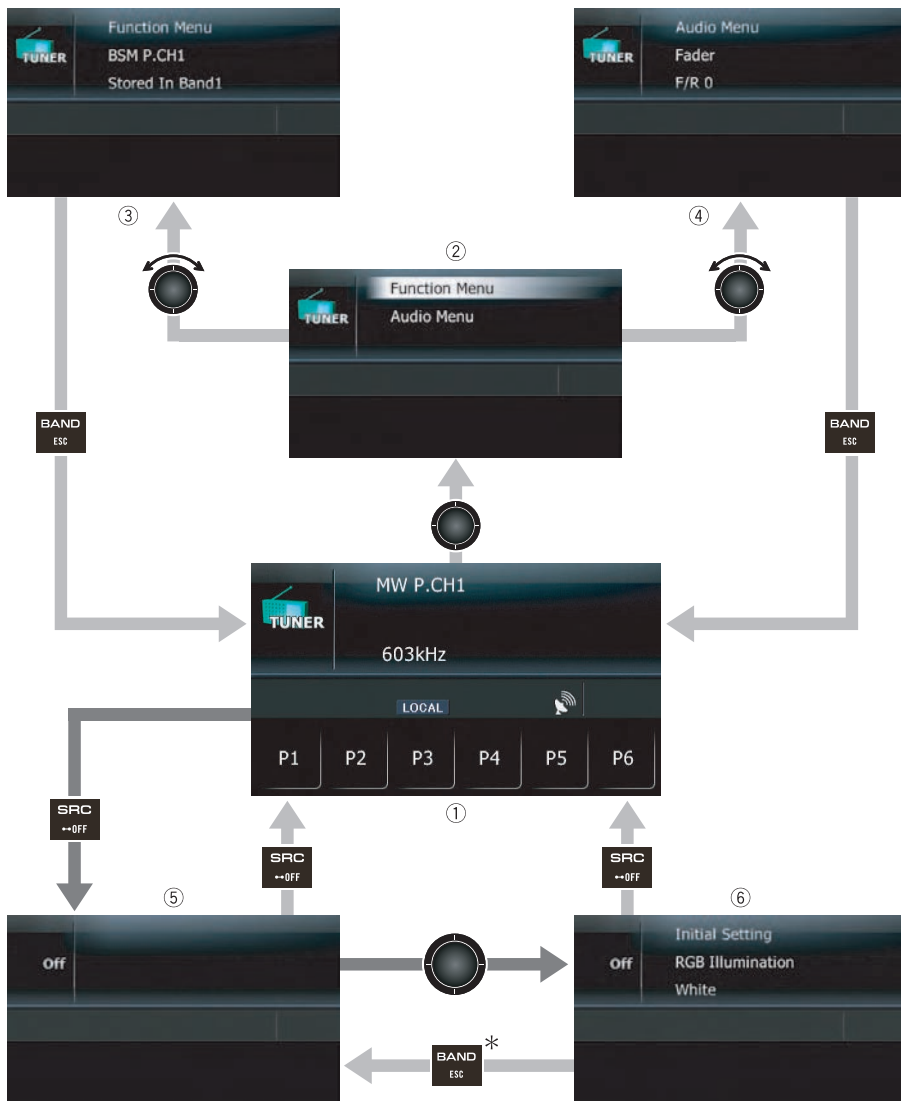 Function Menu
TUNER
BSM P.CH1
Stored In Band1
Audio Menu
TUNER
Fader
F/R 0
③
④
②
Function Menu
TUNER
Audio Menu
BAND
ESC
BAND
ESC
MW P.CH1
TUNER
603kHz
LOCAL
P1 P2 P3 P4 P5 P6
①
SRC
OFF
SRC
OFF
SRC
OFF
⑤
⑥
Off
Initial Setting
Off
RGB Illumination
White
BAND
ESC
*